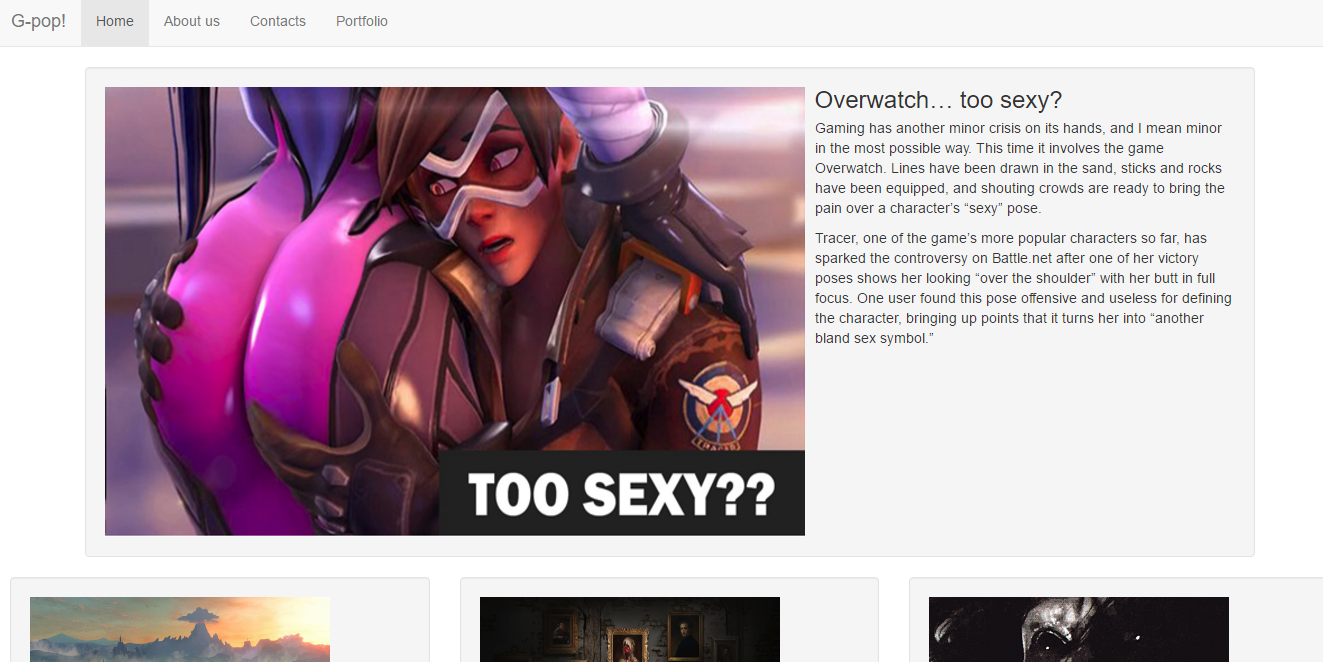 G-pop!
Home
About us
Contacts
Portfolio
Overwatch… too sexy?
Gaming has another minor crisis on its hands, and I mean minor
in the most possible way. This time it involves the game
Overwatch. Lines have been drawn in the sand, sticks and rocks
have been equipped, and shouting crowds are ready to bring the
pain over a character’s “sexy” pose.
Tracer, one of the game’s more popular characters so far, has
sparked the controversy on Battle.net after one of her victory
poses shows her looking “over the shoulder” with her butt in full
focus. One user found this pose offensive and useless for defining
the character, bringing up points that it turns her into “another
bland sex symbol.”
TRACER
TOO SEXY??